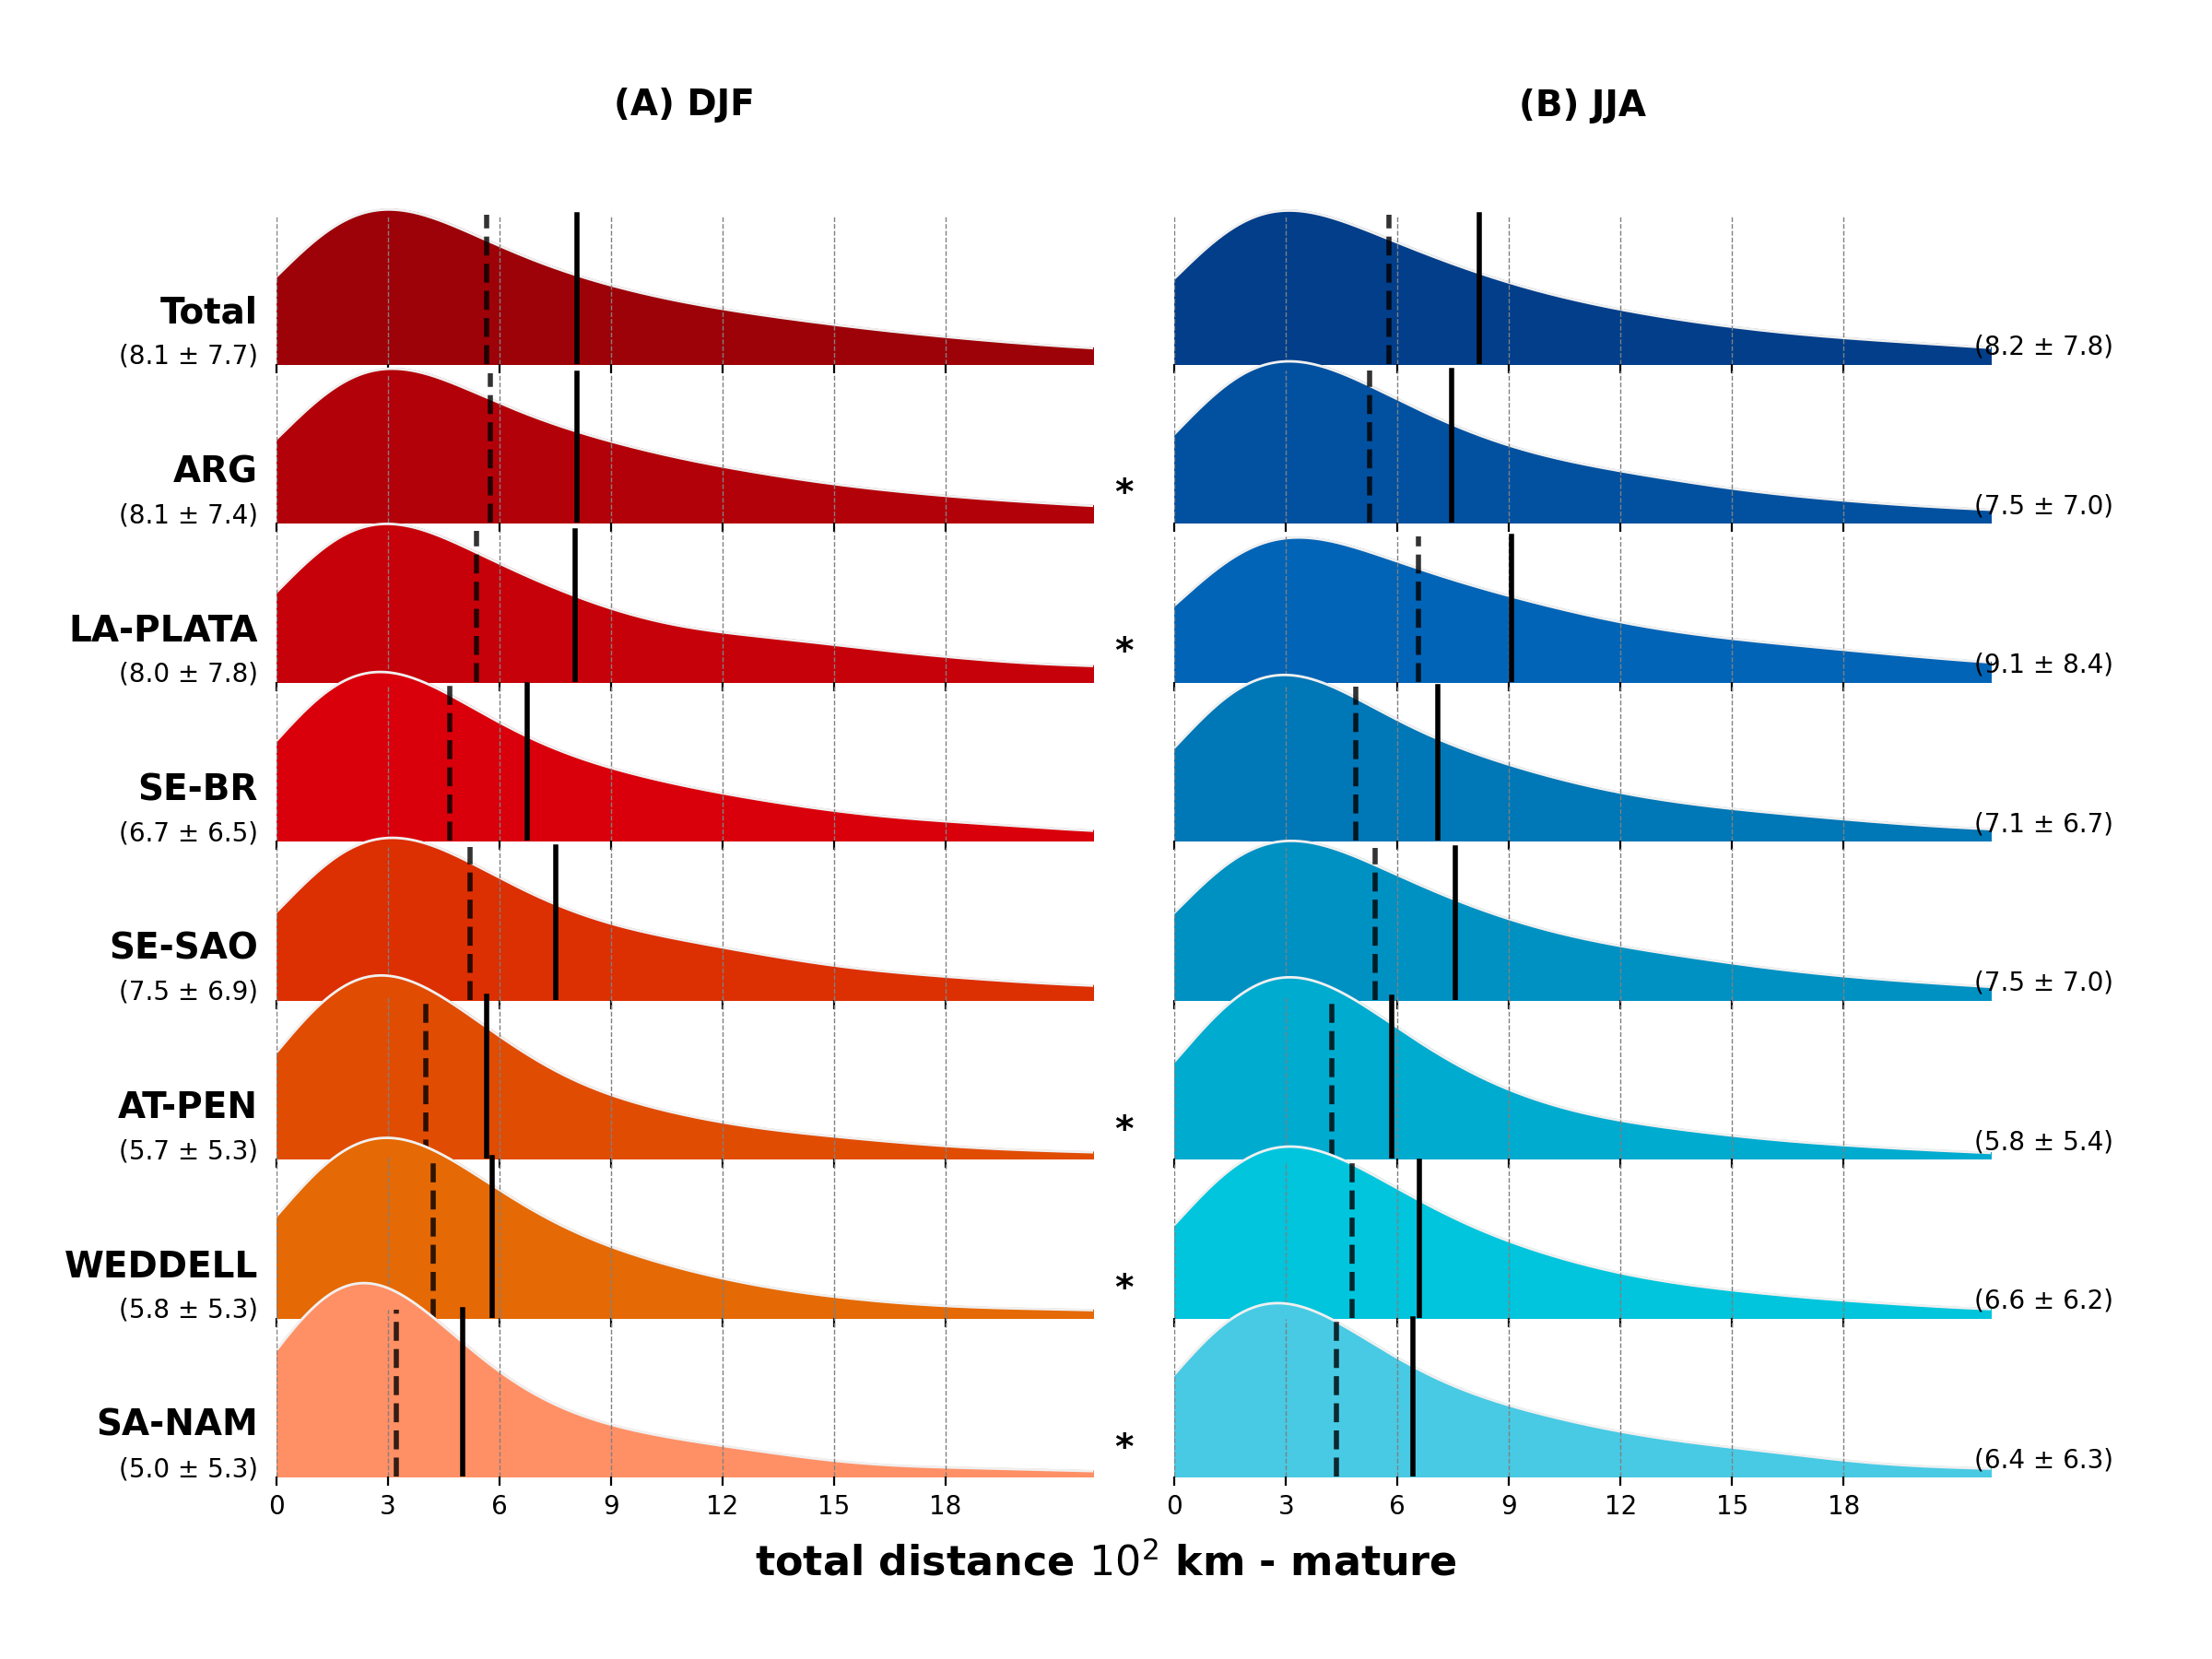 (A) DJF
(B) JJA
Total
(8.1 ± 7.7)
(8.2 ± 7.8)
ARG
(8.1 ± 7.4)
*
(7.5 ± 7.0)
LA-PLATA
(8.0 ± 7.8)
*
(9.1 ± 8.4)
SE-BR
(6.7 ± 6.5)
(7.1 ± 6.7)
SE-SAO
(7.5 ± 6.9)
(7.5 ± 7.0)
AT-PEN
(5.7 ± 5.3)
*
(5.8 ± 5.4)
WEDDELL
(5.8 ± 5.3)
*
(6.6 ± 6.2)
SA-NAM
(5.0 ± 5.3)
*
(6.4 ± 6.3)
0 3 6 9 12 15 18
0 3 6 9 12 15 18
total distance 10² km - mature